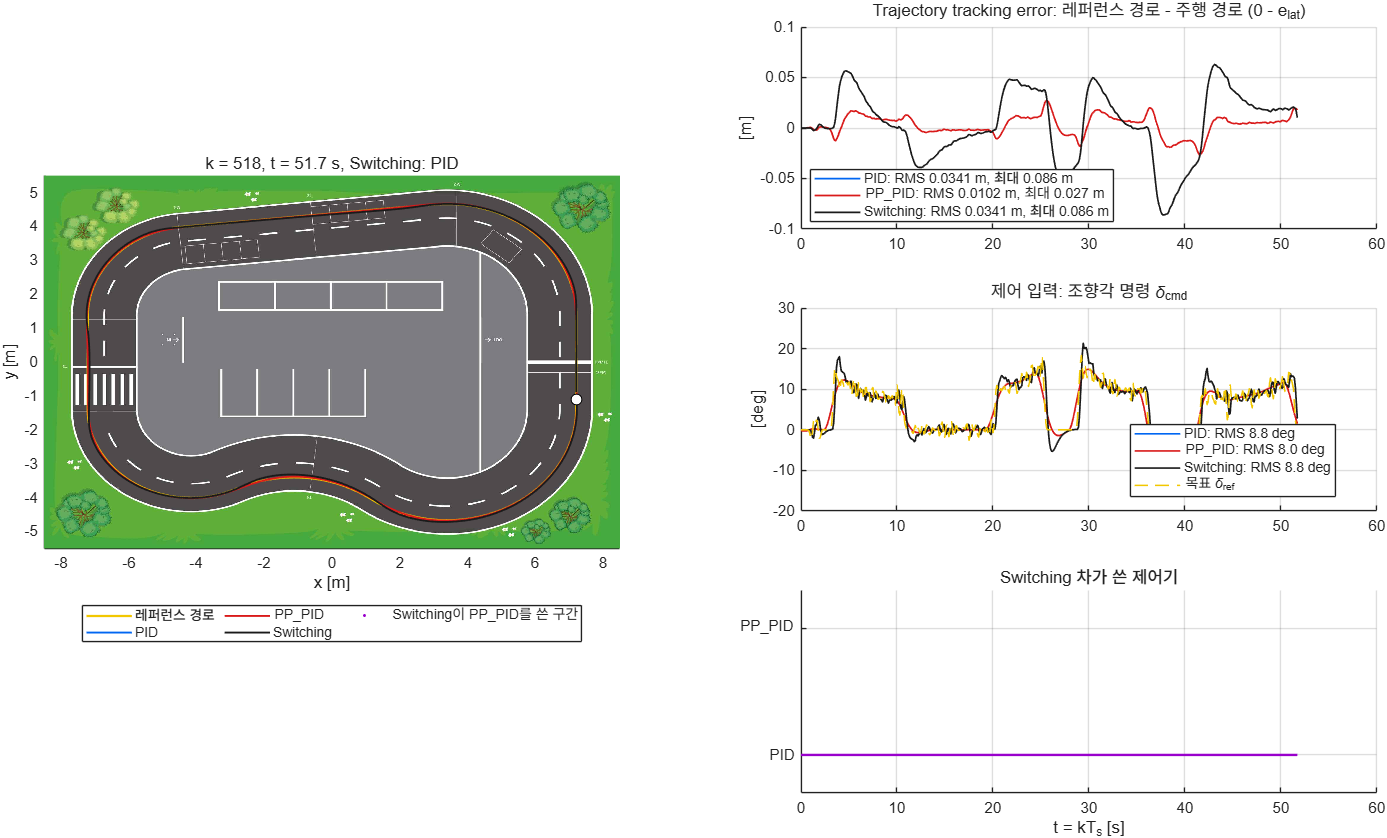 k = 518, t = 51.7 s, Switching: PID
5
4
3
2
1
0
-1
-2
-3
-4
-5
y [m]
-8 -6 -4 -2 0 2 4 6 8
x [m]
레퍼런스 경로 PP_PID Switching이 PP_PID를 쓴 구간
PID Switching
Trajectory tracking error: 레퍼런스 경로 - 주행 경로 (0 - e_lat)
0.1
0.05
0
-0.05
-0.1
[m]
PID: RMS 0.0341 m, 최대 0.086 m
PP_PID: RMS 0.0102 m, 최대 0.027 m
Switching: RMS 0.0341 m, 최대 0.086 m
0 10 20 30 40 50 60
제어 입력: 조향각 명령 δ_cmd
30
20
10
0
-10
-20
[deg]
PID: RMS 8.8 deg
PP_PID: RMS 8.0 deg
Switching: RMS 8.8 deg
목표 δ_ref
0 10 20 30 40 50 60
Switching 차가 쓴 제어기
PP_PID
PID
0 10 20 30 40 50 60
t = kT_s [s]